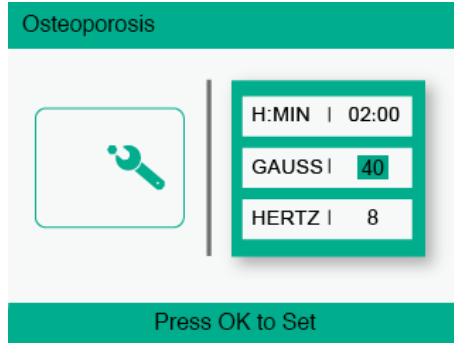 Osteoporosis
H:MIN | 02:00
GAUSS | 40
HERTZ | 8
Press OK to Set